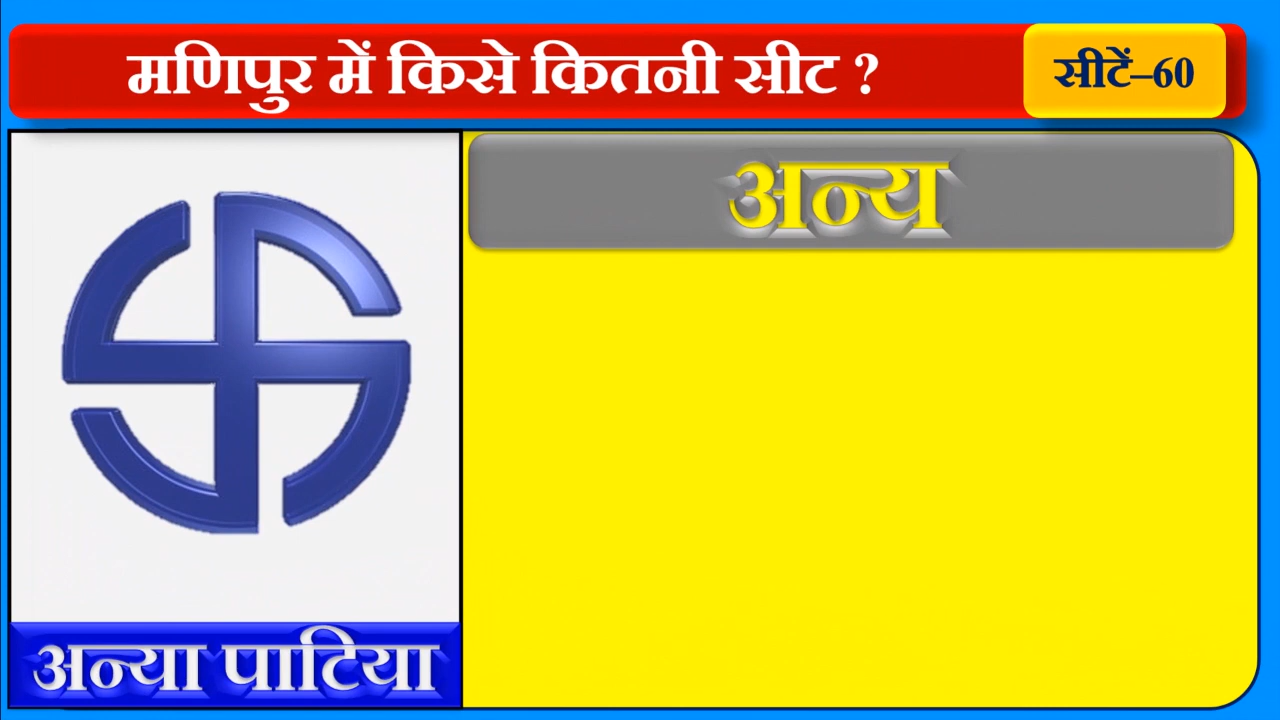 मणिपुर में किसे कितनी सीट ?
सीटें–60
अन्य
अन्या पाटिया